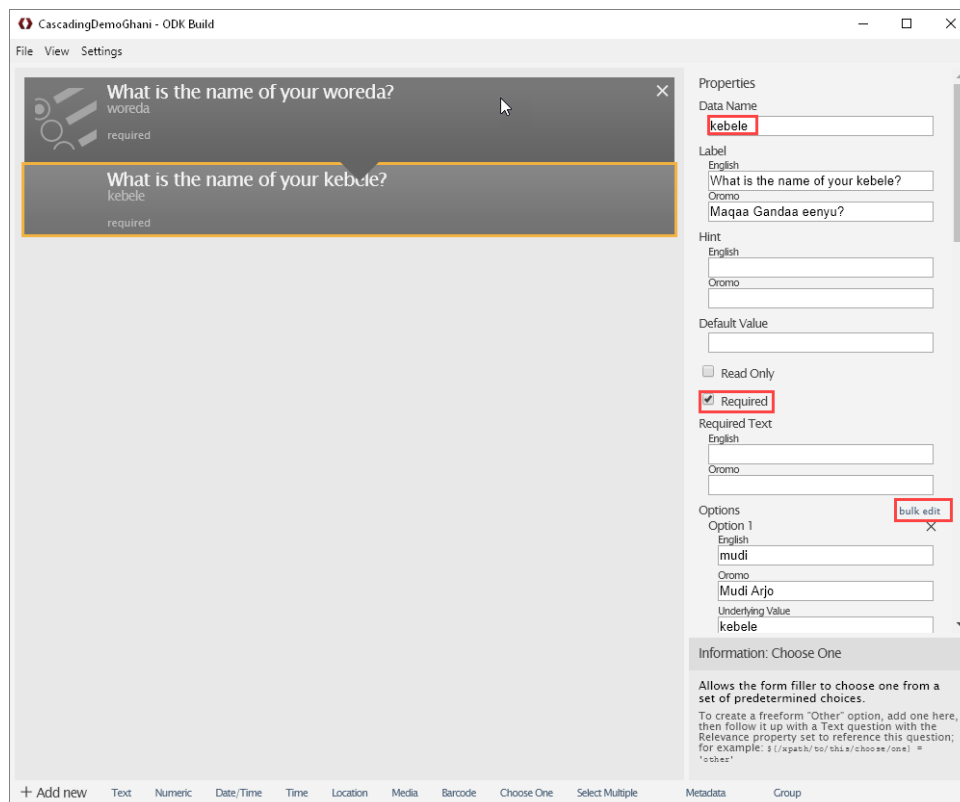 CascadingDemoGhani - ODK Build
File View Settings
What is the name of your woreda?
woreda
required
What is the name of your kebele?
kebele
required
Properties
Data Name
kebele
Label
English
What is the name of your kebele?
Oromo
Maqaa Gandaa eenyu?
Hint
English
Oromo
Default Value
Read Only
Required
Required Text
English
Oromo
Options bulk edit
Option 1
English
mudi
Oromo
Mudi Arjo
Underlying Value
kebele
Information: Choose One
Allows the form filler to choose one from a
set of predetermined choices.
To create a freeform "Other" option, add one here,
then follow it up with a Text question with the
Relevance property set to reference this question;
for example: ${/xpath/to/this/choose/one} =
'other'
+ Add new Text Numeric Date/Time Time Location Media Barcode Choose One Select Multiple Metadata Group